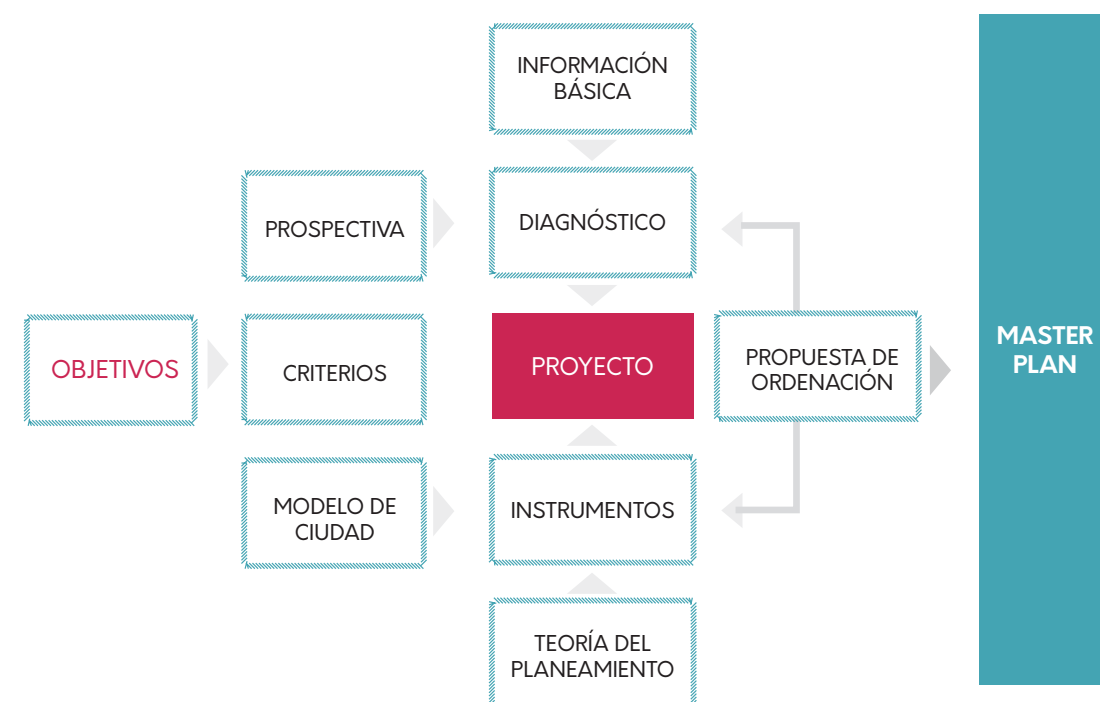 INFORMACIÓN
BÁSICA
PROSPECTIVA
DIAGNÓSTICO
OBJETIVOS
CRITERIOS
PROYECTO
PROPUESTA DE
ORDENACIÓN
MASTER
PLAN
MODELO DE
CIUDAD
INSTRUMENTOS
TEORÍA DEL
PLANEAMIENTO